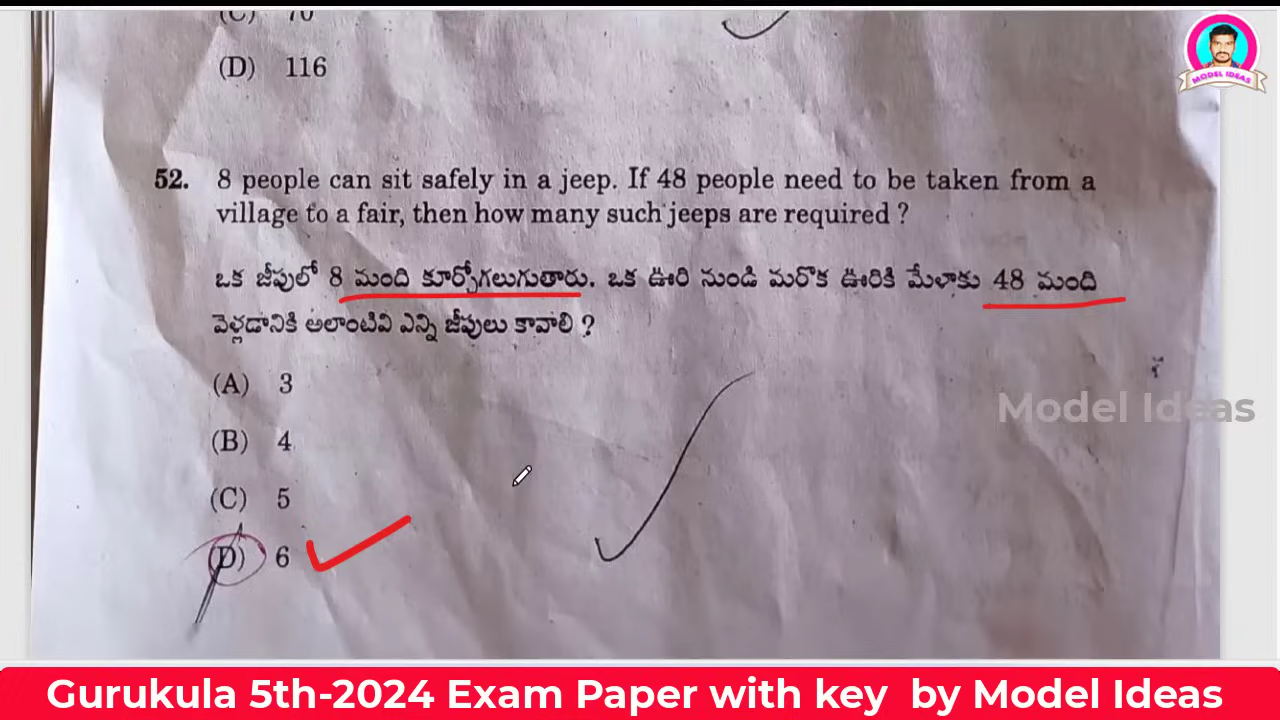 (C) 70
(D) 116
MODEL IDEAS
52. 8 people can sit safely in a jeep. If 48 people need to be taken from a
village to a fair, then how many such jeeps are required ?
ఒక జీపులో 8 మంది కూర్చోగలుగుతారు. ఒక ఊరి నుండి మరొక ఊరికి మేళాకు 48 మంది
వెళ్లడానికి అలాంటివి ఎన్ని జీపులు కావాలి ?
(A) 3
Model Ideas
(B) 4
(C) 5
(D) 6
Gurukula 5th-2024 Exam Paper with key by Model Ideas